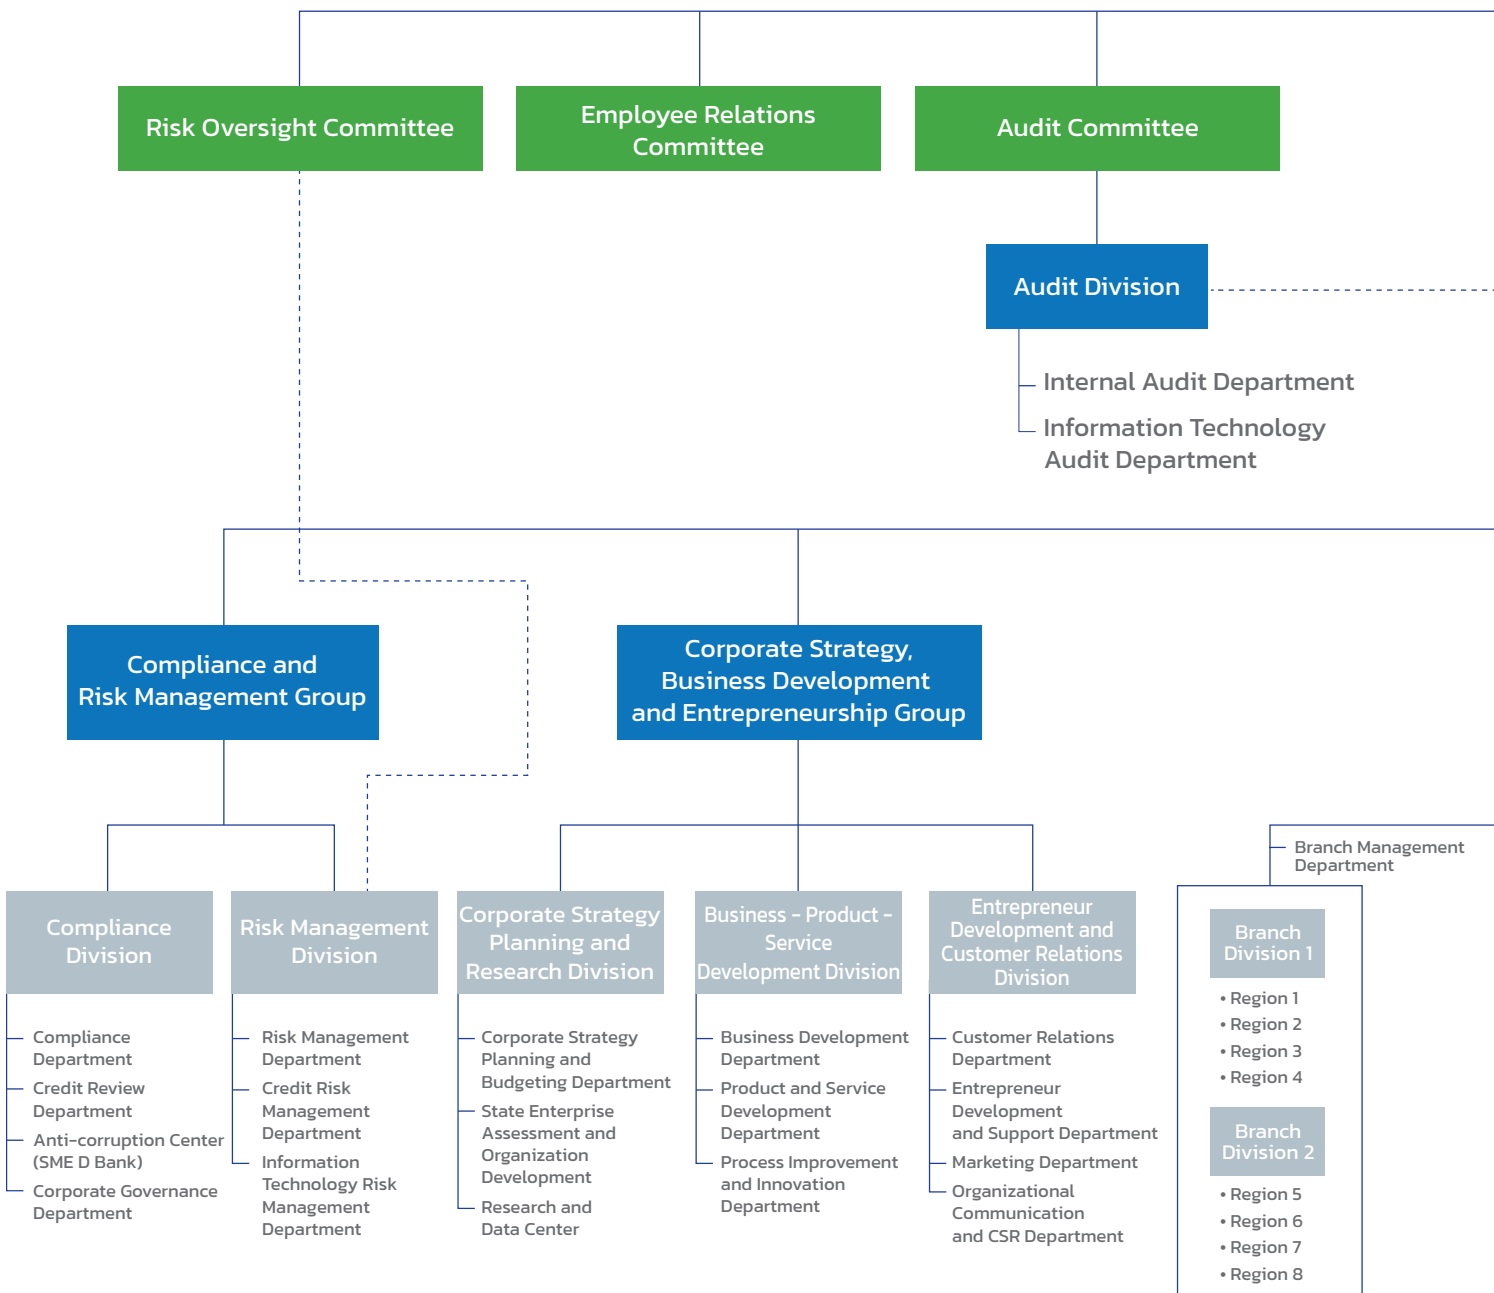 Risk Oversight Committee
Employee Relations
Committee
Audit Committee
Audit Division
Internal Audit Department
Information Technology
Audit Department
Compliance and
Risk Management Group
Corporate Strategy,
Business Development
and Entrepreneurship Group
Branch Management
Department
Compliance
Division
Compliance
Department
Credit Review
Department
Anti-corruption Center
(SME D Bank)
Corporate Governance
Department
Risk Management
Division
Risk Management
Department
Credit Risk
Management
Department
Information
Technology Risk
Management
Department
Corporate Strategy
Planning and
Research Division
Corporate Strategy
Planning and
Budgeting Department
State Enterprise
Assessment and
Organization
Development
Research and
Data Center
Business - Product -
Service
Development Division
Business Development
Department
Product and Service
Development
Department
Process Improvement
and Innovation
Department
Entrepreneur
Development and
Customer Relations
Division
Customer Relations
Department
Entrepreneur
Development
and Support Department
Marketing Department
Organizational
Communication
and CSR Department
Branch
Division 1
• Region 1
• Region 2
• Region 3
• Region 4
Branch
Division 2
• Region 5
• Region 6
• Region 7
• Region 8